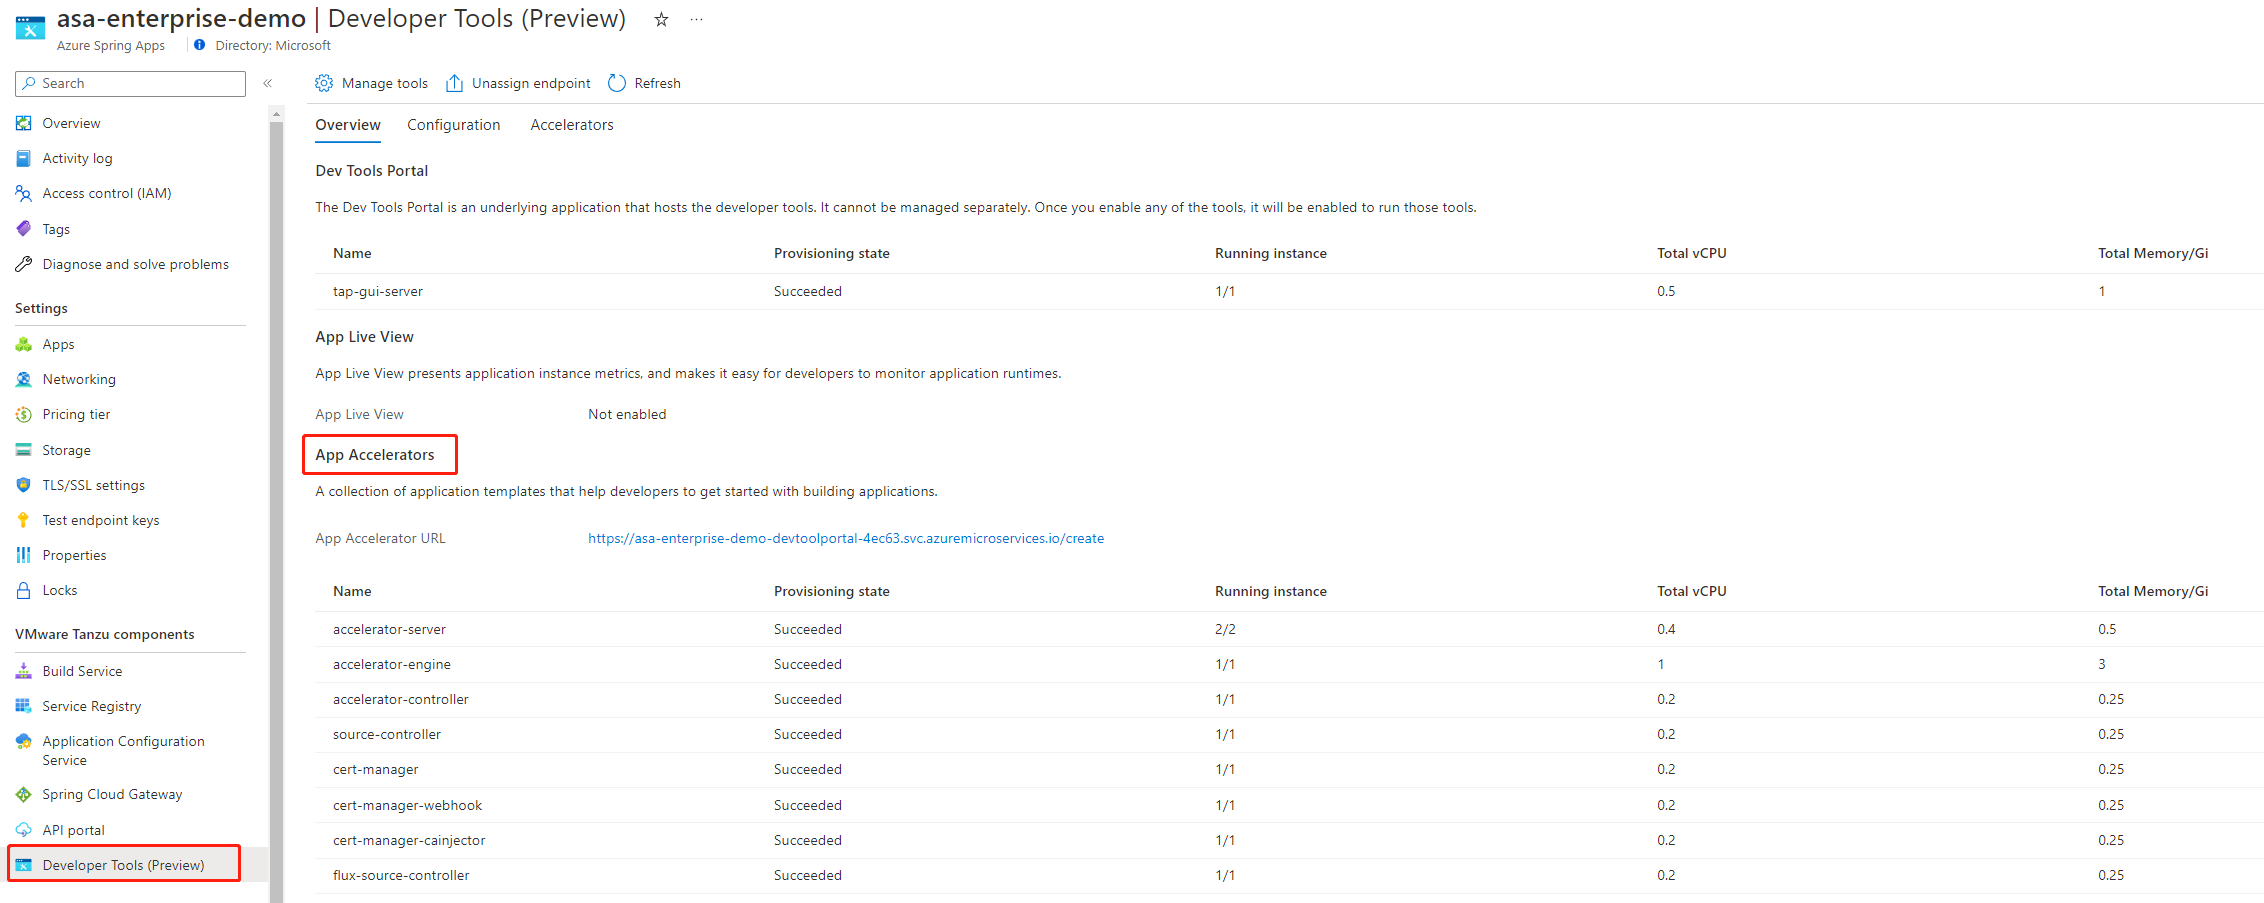 asa-enterprise-demo | Developer Tools (Preview)
Azure Spring Apps
Directory: Microsoft
Search
Overview
Activity log
Access control (IAM)
Tags
Diagnose and solve problems
Settings
Apps
Networking
Pricing tier
Storage
TLS/SSL settings
Test endpoint keys
Properties
Locks
VMware Tanzu components
Build Service
Service Registry
Application Configuration
Service
Spring Cloud Gateway
API portal
Developer Tools (Preview)
Manage tools Unassign endpoint Refresh
Overview Configuration Accelerators
Dev Tools Portal
The Dev Tools Portal is an underlying application that hosts the developer tools. It cannot be managed separately. Once you enable any of the tools, it will be enabled to run those tools.
Name Provisioning state Running instance Total vCPU Total Memory/Gi
tap-gui-server Succeeded 1/1 0.5 1
App Live View
App Live View presents application instance metrics, and makes it easy for developers to monitor application runtimes.
App Live View Not enabled
App Accelerators
A collection of application templates that help developers to get started with building applications.
App Accelerator URL https://asa-enterprise-demo-devtoolportal-4ec63.svc.azuremicroservices.io/create
Name Provisioning state Running instance Total vCPU Total Memory/Gi
accelerator-server Succeeded 2/2 0.4 0.5
accelerator-engine Succeeded 1/1 1 3
accelerator-controller Succeeded 1/1 0.2 0.25
source-controller Succeeded 1/1 0.2 0.25
cert-manager Succeeded 1/1 0.2 0.25
cert-manager-webhook Succeeded 1/1 0.2 0.25
cert-manager-cainjector Succeeded 1/1 0.2 0.25
flux-source-controller Succeeded 1/1 0.2 0.25